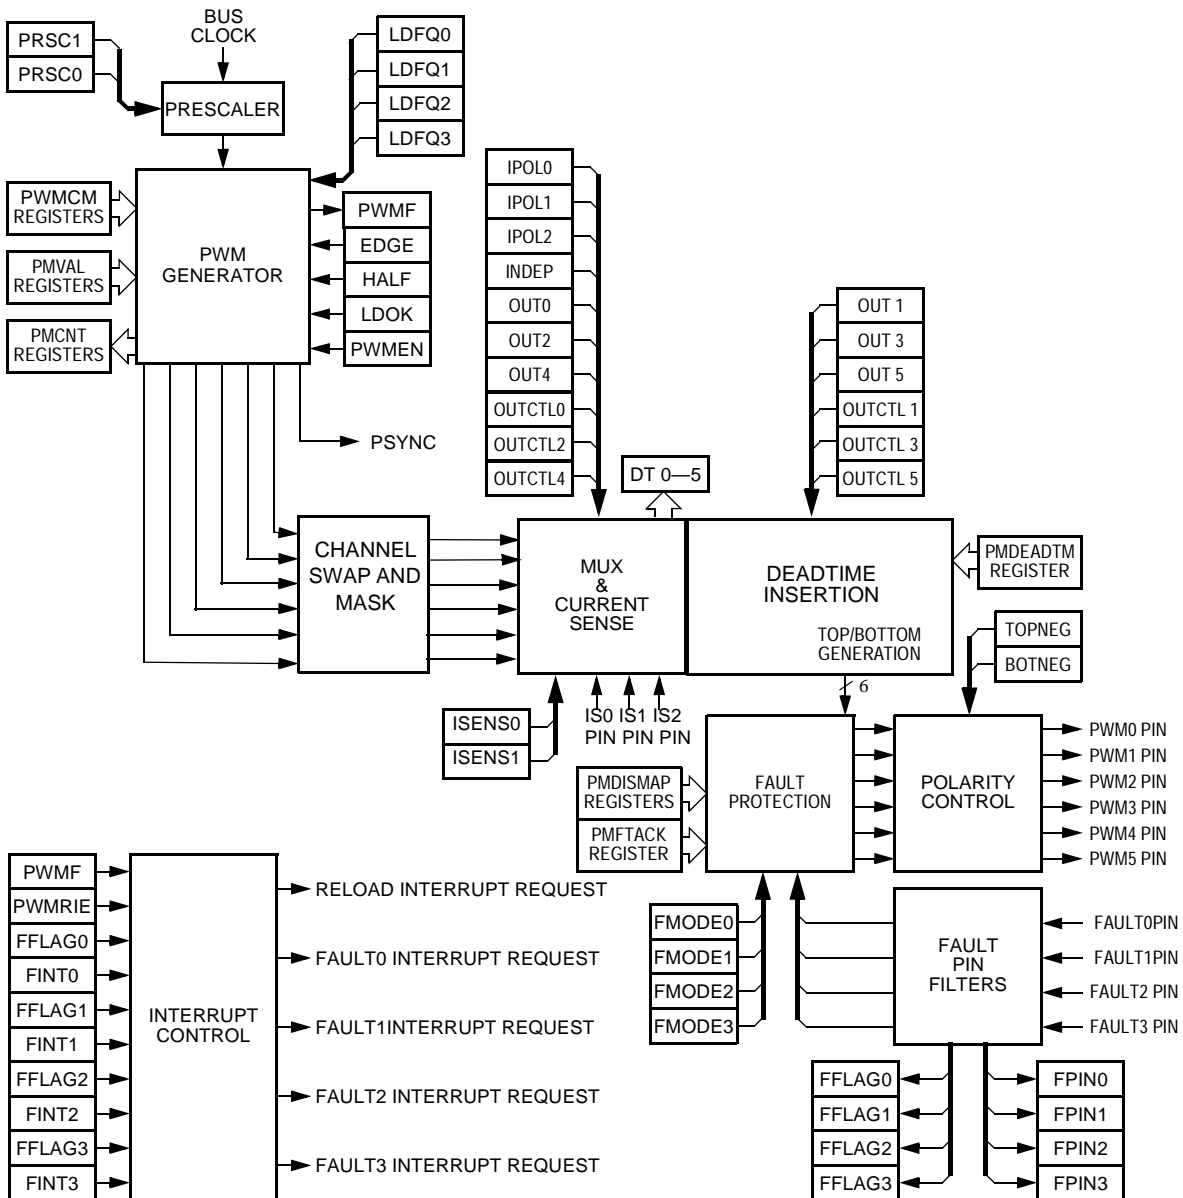 BUS
CLOCK
PRSC1
PRSC0
PRESCALER
LDFQ0
LDFQ1
LDFQ2
LDFQ3
PWMCM
REGISTERS
PMVAL
REGISTERS
PMCNT
REGISTERS
PWM
GENERATOR
PWMF
EDGE
HALF
LDOK
PWMEN
PSYNC
IPOL0
IPOL1
IPOL2
INDEP
OUT0
OUT2
OUT4
OUTCTL0
OUTCTL2
OUTCTL4
OUT 1
OUT 3
OUT 5
OUTCTL 1
OUTCTL 3
OUTCTL 5
DT 0—5
CHANNEL
SWAP AND
MASK
MUX
&
CURRENT
SENSE
DEADTIME
INSERTION
TOP/BOTTOM
GENERATION
PMDEADTM
REGISTER
TOPNEG
BOTNEG
6
ISENS0
ISENS1
IS0 IS1 IS2
PIN PIN PIN
PMDISMAP
REGISTERS
PMFTACK
REGISTER
FAULT
PROTECTION
POLARITY
CONTROL
PWM0 PIN
PWM1 PIN
PWM2 PIN
PWM3 PIN
PWM4 PIN
PWM5 PIN
FMODE0
FMODE1
FMODE2
FMODE3
FAULT
PIN
FILTERS
FAULT0PIN
FAULT1PIN
FAULT2 PIN
FAULT3 PIN
FFLAG0
FFLAG1
FFLAG2
FFLAG3
FPIN0
FPIN1
FPIN2
FPIN3
PWMF
PWMRIE
FFLAG0
FINT0
FFLAG1
FINT1
FFLAG2
FINT2
FFLAG3
FINT3
INTERRUPT
CONTROL
RELOAD INTERRUPT REQUEST
FAULT0 INTERRUPT REQUEST
FAULT1INTERRUPT REQUEST
FAULT2 INTERRUPT REQUEST
FAULT3 INTERRUPT REQUEST